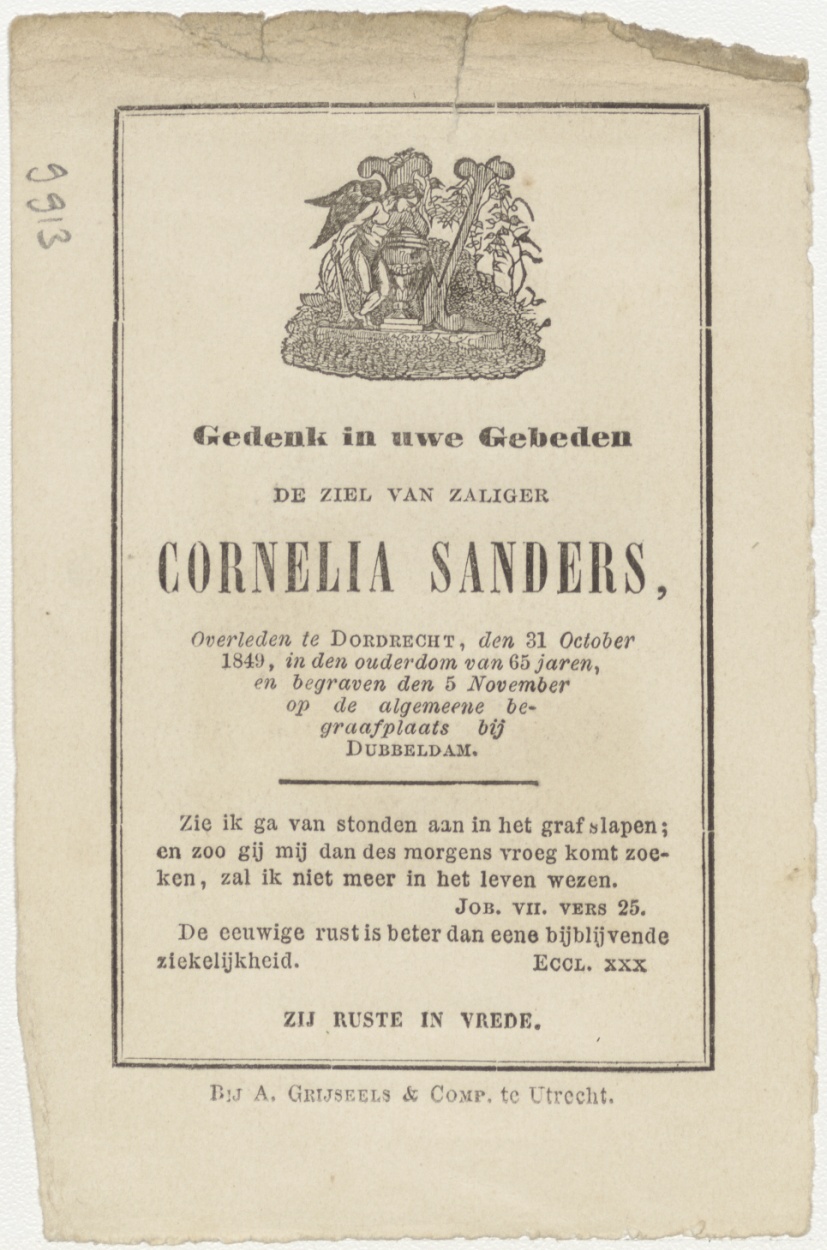 9913
Gedenk in uwe Gebeden
DE ZIEL VAN ZALIGER
CORNELIA SANDERS,
Overleden te DORDRECHT, den 31 October
1849, in den ouderdom van 65 jaren,
en begraven den 5 November
op de algemeene be-
graafplaats bij
DUBBELDAM.
Zie ik ga van stonden aan in het graf slapen;
en zoo gij mij dan des morgens vroeg komt zoe-
ken, zal ik niet meer in het leven wezen.
JOB. VII. VERS 25.
De eeuwige rust is beter dan eene bijblijvende
ziekelijkheid. ECCL. XXX
ZIJ RUSTE IN VREDE.
BIJ A. GRIJSEELS & COMP. te Utrecht.